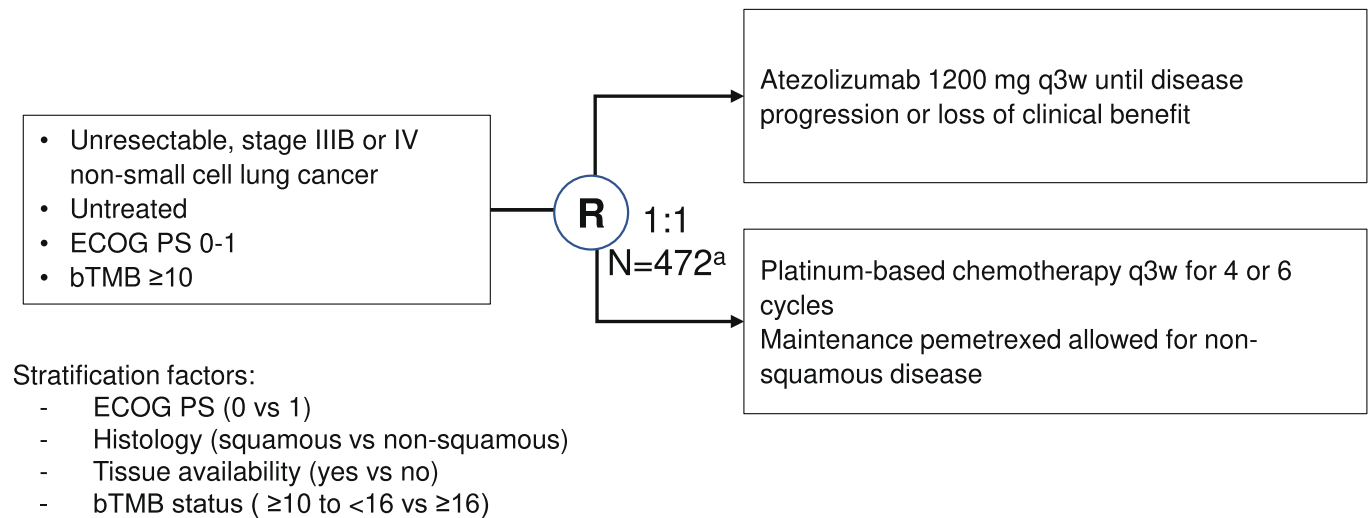 • Unresectable, stage IIIB or IV
non-small cell lung cancer
• Untreated
• ECOG PS 0-1
• bTMB ≥10
R
1:1
N=472ᵃ
Atezolizumab 1200 mg q3w until disease
progression or loss of clinical benefit
Platinum-based chemotherapy q3w for 4 or 6
cycles
Maintenance pemetrexed allowed for non-
squamous disease
Stratification factors:
- ECOG PS (0 vs 1)
- Histology (squamous vs non-squamous)
- Tissue availability (yes vs no)
- bTMB status ( ≥10 to <16 vs ≥16)